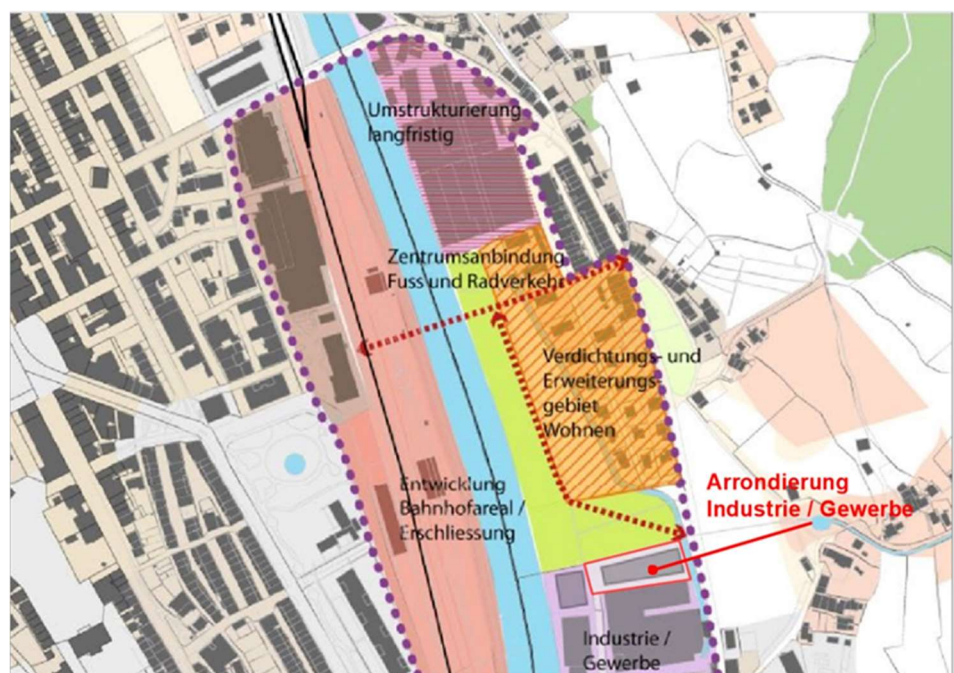 Umstrukturierung
langfristig
Zentrumsanbindung
Fuss und Radverkehr
Verdichtungs- und
Erweiterungs-
gebiet
Wohnen
Entwicklung
Bahnhofareal /
Erschliessung
Arrondierung
Industrie / Gewerbe
Industrie /
Gewerbe